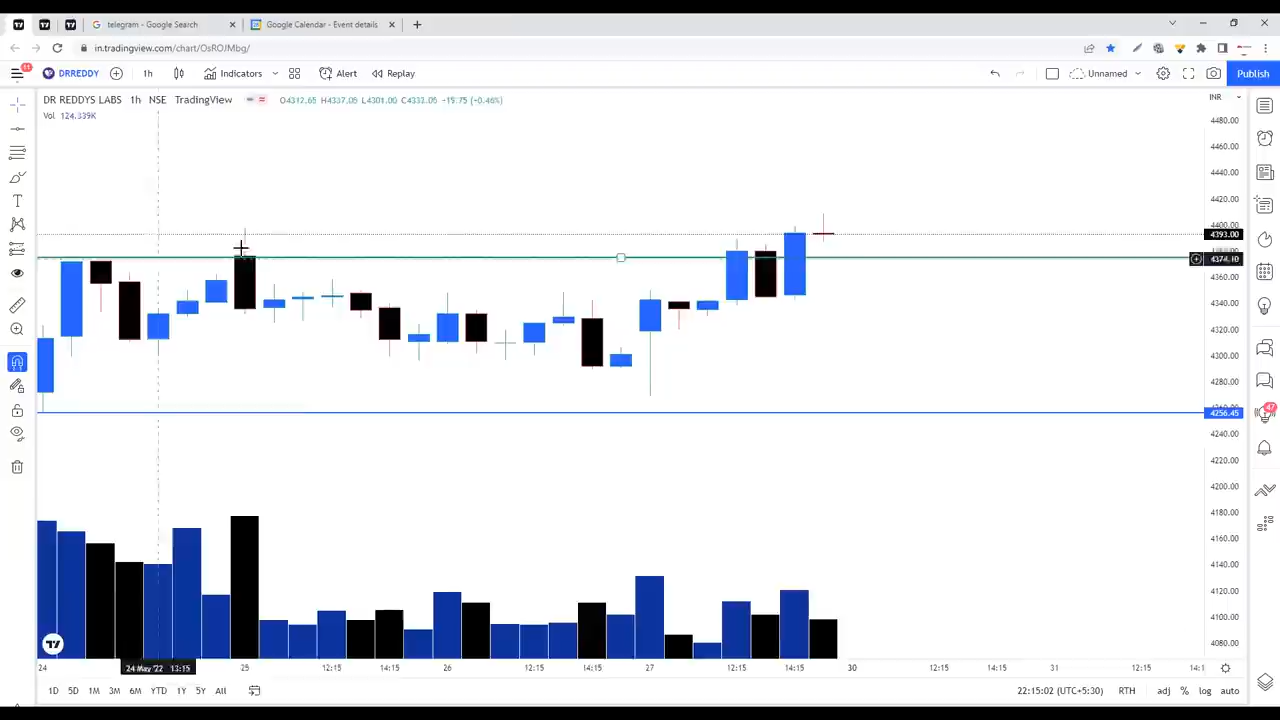 telegram - Google Search
Google Calendar - Event details
in.tradingview.com/chart/OsROJMbg/
11
DRREDDY
1h
Indicators
Alert
Replay
Unnamed
Publish
DR REDDYS LABS 1h NSE TradingView
O4312.65 H4337.05 L4301.00 C4333.05 -19.75 (-0.46%)
INR
Vol 124.339K
4480.00
4460.00
4440.00
4420.00
4400.00
4393.00
4374.10
4360.00
4340.00
4320.00
4300.00
4280.00
4256.45
47
4240.00
4220.00
4200.00
4180.00
4160.00
4140.00
4120.00
4100.00
4080.00
24
24 May '22 13:15
25
12:15
14:15
26
12:15
14:15
27
12:15
14:15
30
12:15
14:15
31
12:15
14:1
1D 5D 1M 3M 6M YTD 1Y 5Y All
22:15:02 (UTC+5:30) RTH adj % log auto